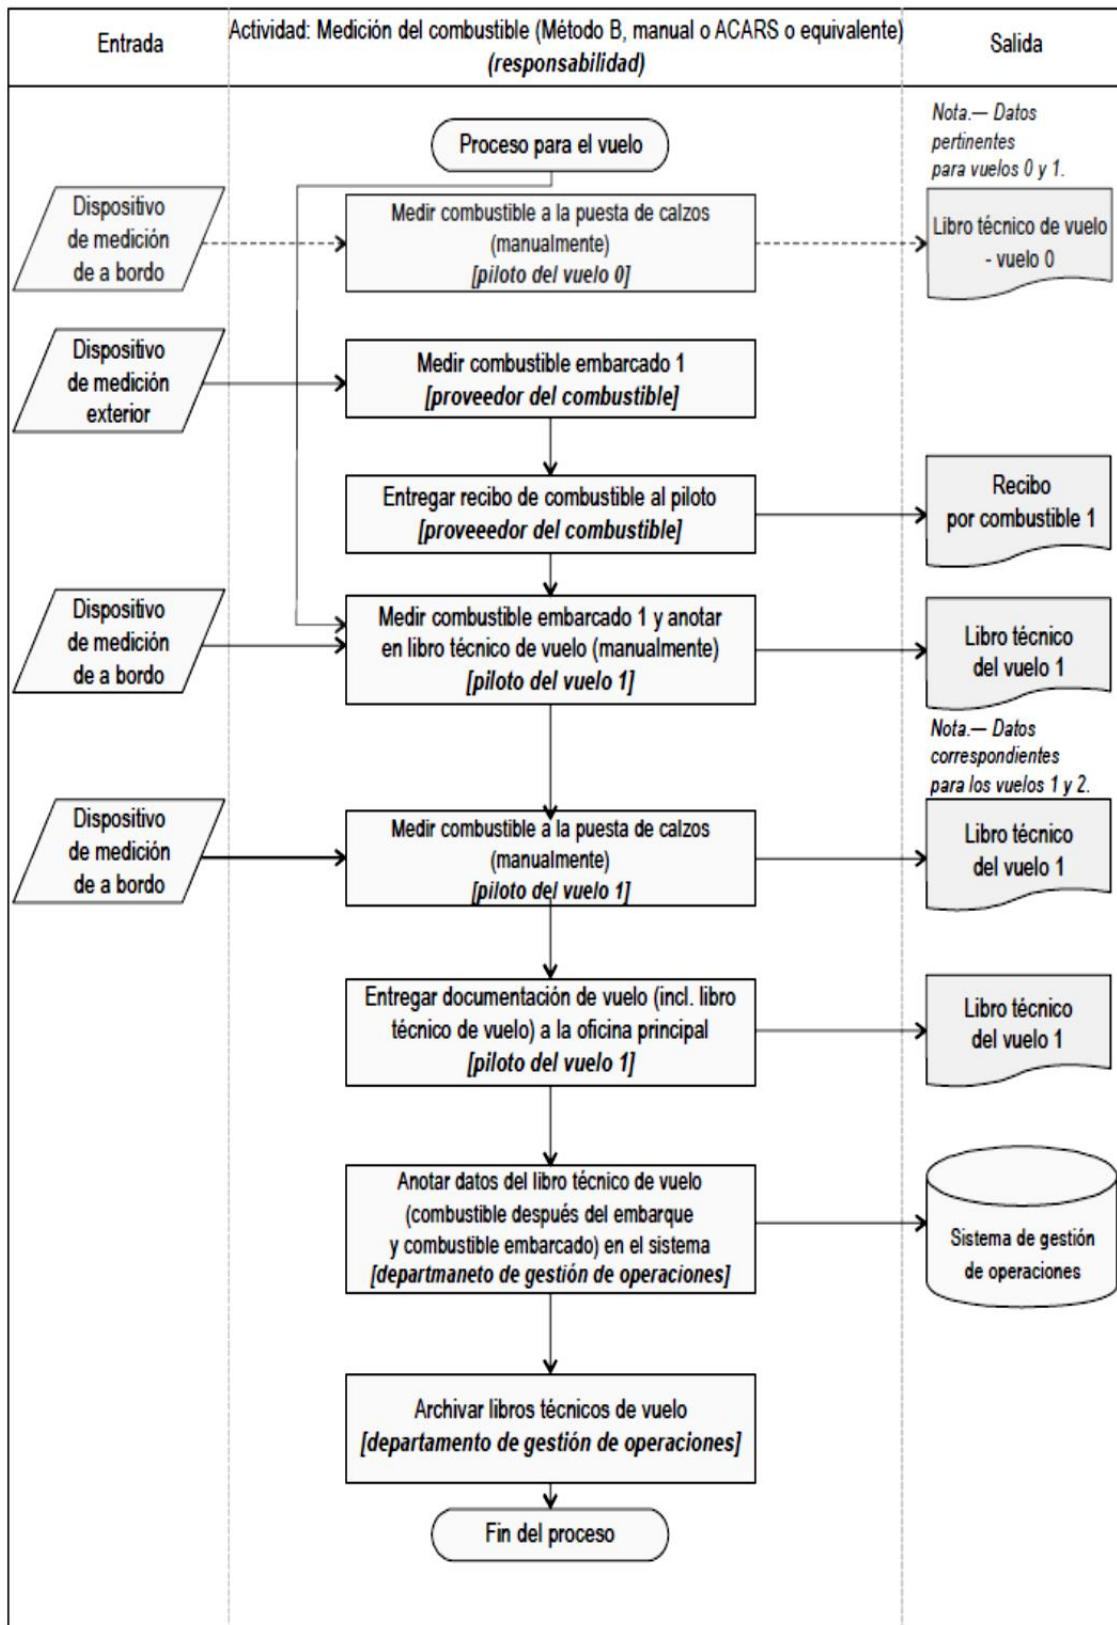 Entrada
Actividad: Medición del combustible (Método B, manual o ACARS o equivalente)
(responsabilidad)
Salida
Proceso para el vuelo
Nota.— Datos
pertinentes
para vuelos 0 y 1.
Dispositivo
de medición
de a bordo
Medir combustible a la puesta de calzos
(manualmente)
[piloto del vuelo 0]
Libro técnico de vuelo
- vuelo 0
Dispositivo
de medición
exterior
Medir combustible embarcado 1
[proveedor del combustible]
Entregar recibo de combustible al piloto
[proveeedor del combustible]
Recibo
por combustible 1
Dispositivo
de medición
de a bordo
Medir combustible embarcado 1 y anotar
en libro técnico de vuelo (manualmente)
[piloto del vuelo 1]
Libro técnico
del vuelo 1
Nota.— Datos
correspondientes
para los vuelos 1 y 2.
Dispositivo
de medición
de a bordo
Medir combustible a la puesta de calzos
(manualmente)
[piloto del vuelo 1]
Libro técnico
del vuelo 1
Entregar documentación de vuelo (incl. libro
técnico de vuelo) a la oficina principal
[piloto del vuelo 1]
Libro técnico
del vuelo 1
Anotar datos del libro técnico de vuelo
(combustible después del embarque
y combustible embarcado) en el sistema
[departmaneto de gestión de operaciones]
Sistema de gestión
de operaciones
Archivar libros técnicos de vuelo
[departamento de gestión de operaciones]
Fin del proceso